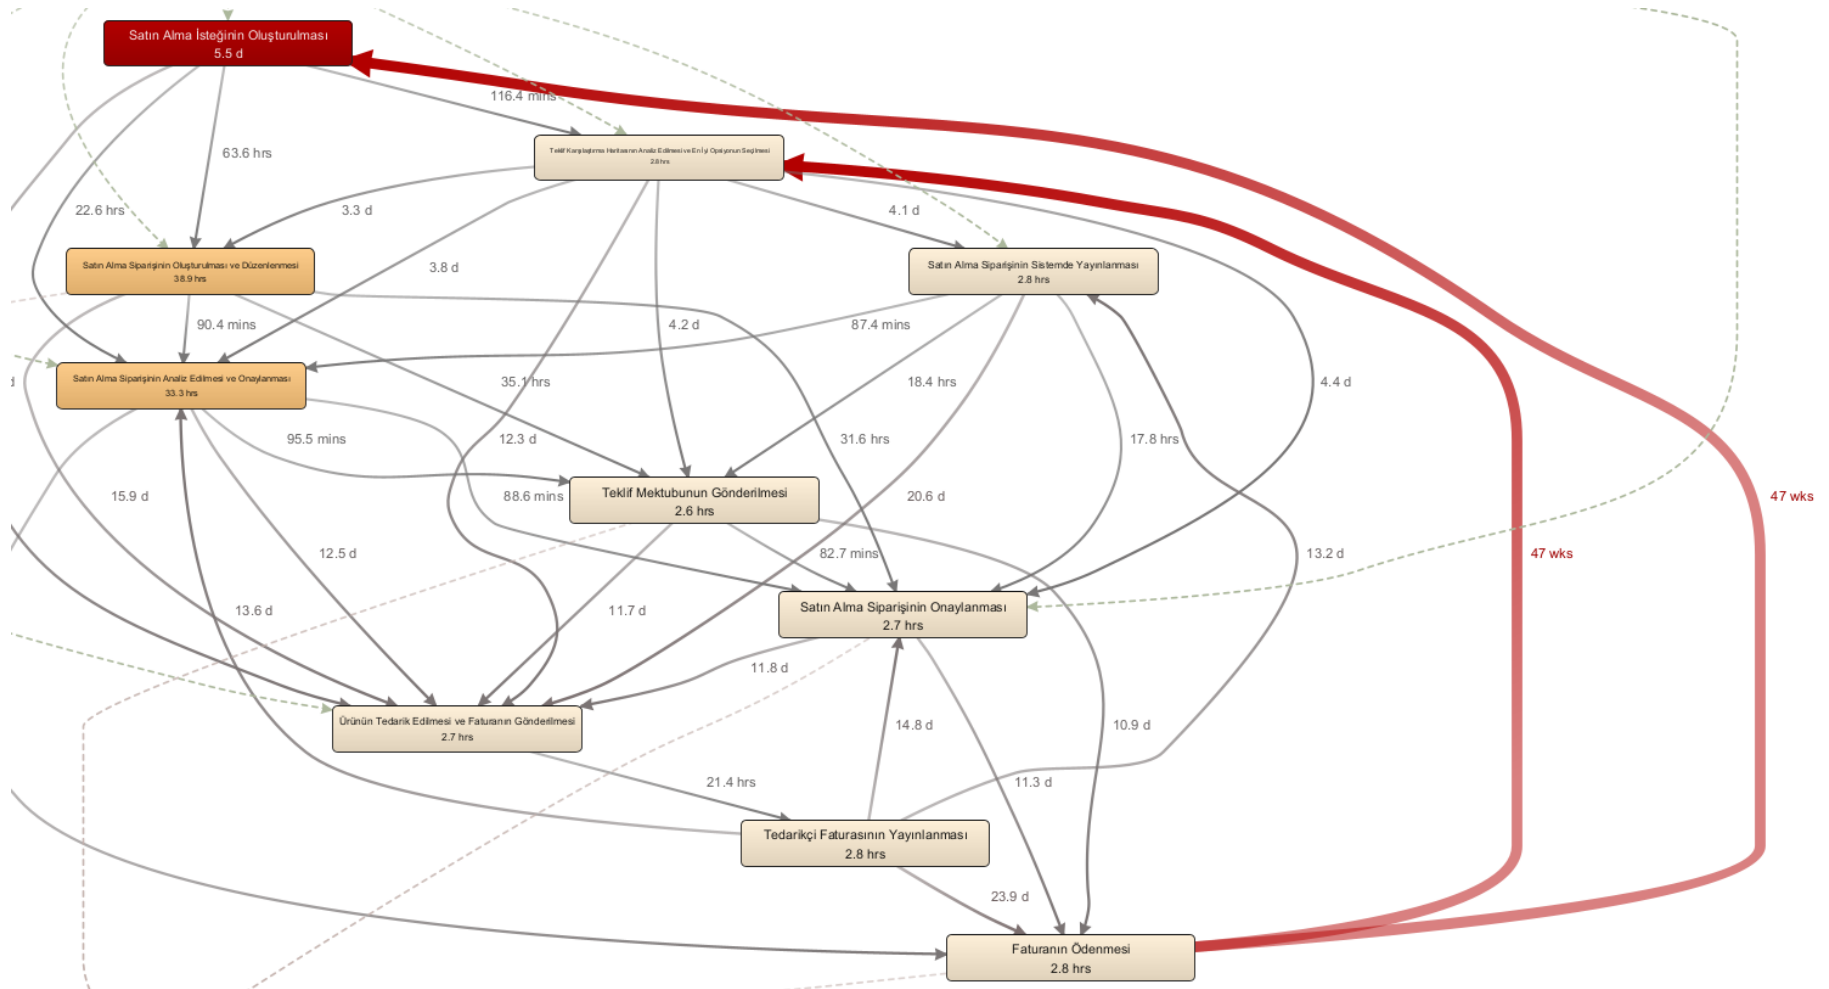 Satın Alma İsteğinin Oluşturulması
5.5 d
116.4 mins
63.6 hrs
Teklif Karşılaştırma Haritasının Analiz Edilmesi ve En İyi Opsiyonun Seçilmesi
2.8 hrs
22.6 hrs
3.3 d
4.1 d
Satın Alma Siparişinin Oluşturulması ve Düzenlenmesi
38.9 hrs
3.8 d
Satın Alma Siparişinin Sistemde Yayınlanması
2.8 hrs
90.4 mins
4.2 d
87.4 mins
Satın Alma Siparişinin Analiz Edilmesi ve Onaylanması
33.3 hrs
d
35.1 hrs
18.4 hrs
4.4 d
95.5 mins
12.3 d
31.6 hrs
17.8 hrs
15.9 d
88.6 mins
Teklif Mektubunun Gönderilmesi
2.6 hrs
20.6 d
47 wks
12.5 d
82.7 mins
13.2 d
47 wks
13.6 d
11.7 d
Satın Alma Siparişinin Onaylanması
2.7 hrs
11.8 d
Ürünün Tedarik Edilmesi ve Faturanın Gönderilmesi
2.7 hrs
14.8 d
10.9 d
21.4 hrs
11.3 d
Tedarikçi Faturasının Yayınlanması
2.8 hrs
23.9 d
Faturanın Ödenmesi
2.8 hrs